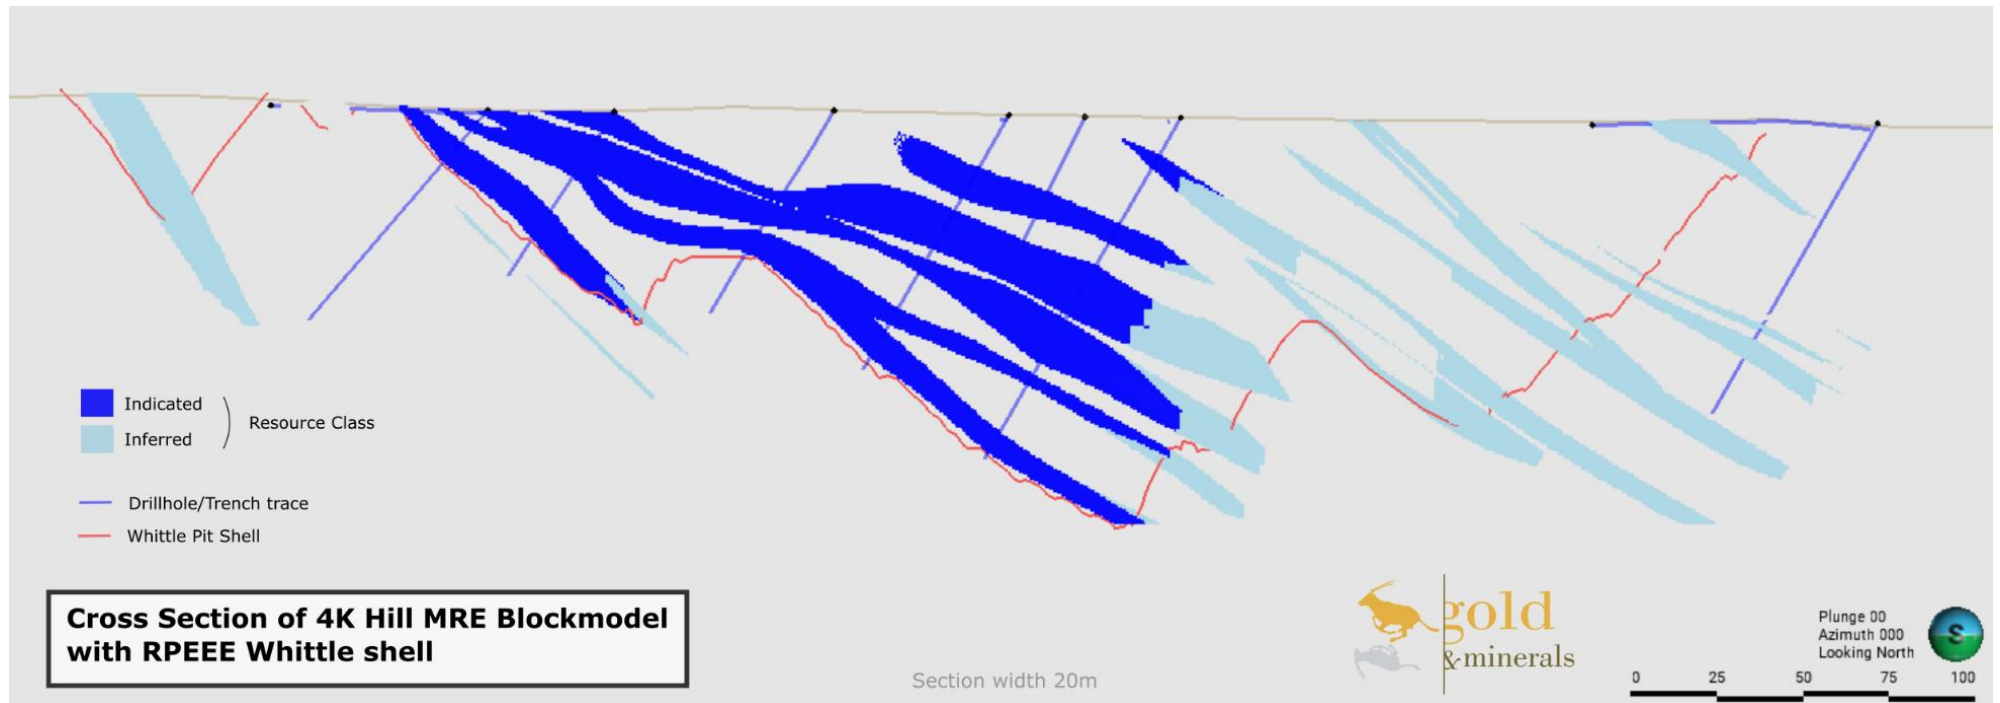 Indicated
Inferred
Resource Class
Drillhole/Trench trace
Whittle Pit Shell
Cross Section of 4K Hill MRE Blockmodel
with RPEEE Whittle shell
Section width 20m
gold
& minerals
Plunge 00
Azimuth 000
Looking North
S
0 25 50 75 100